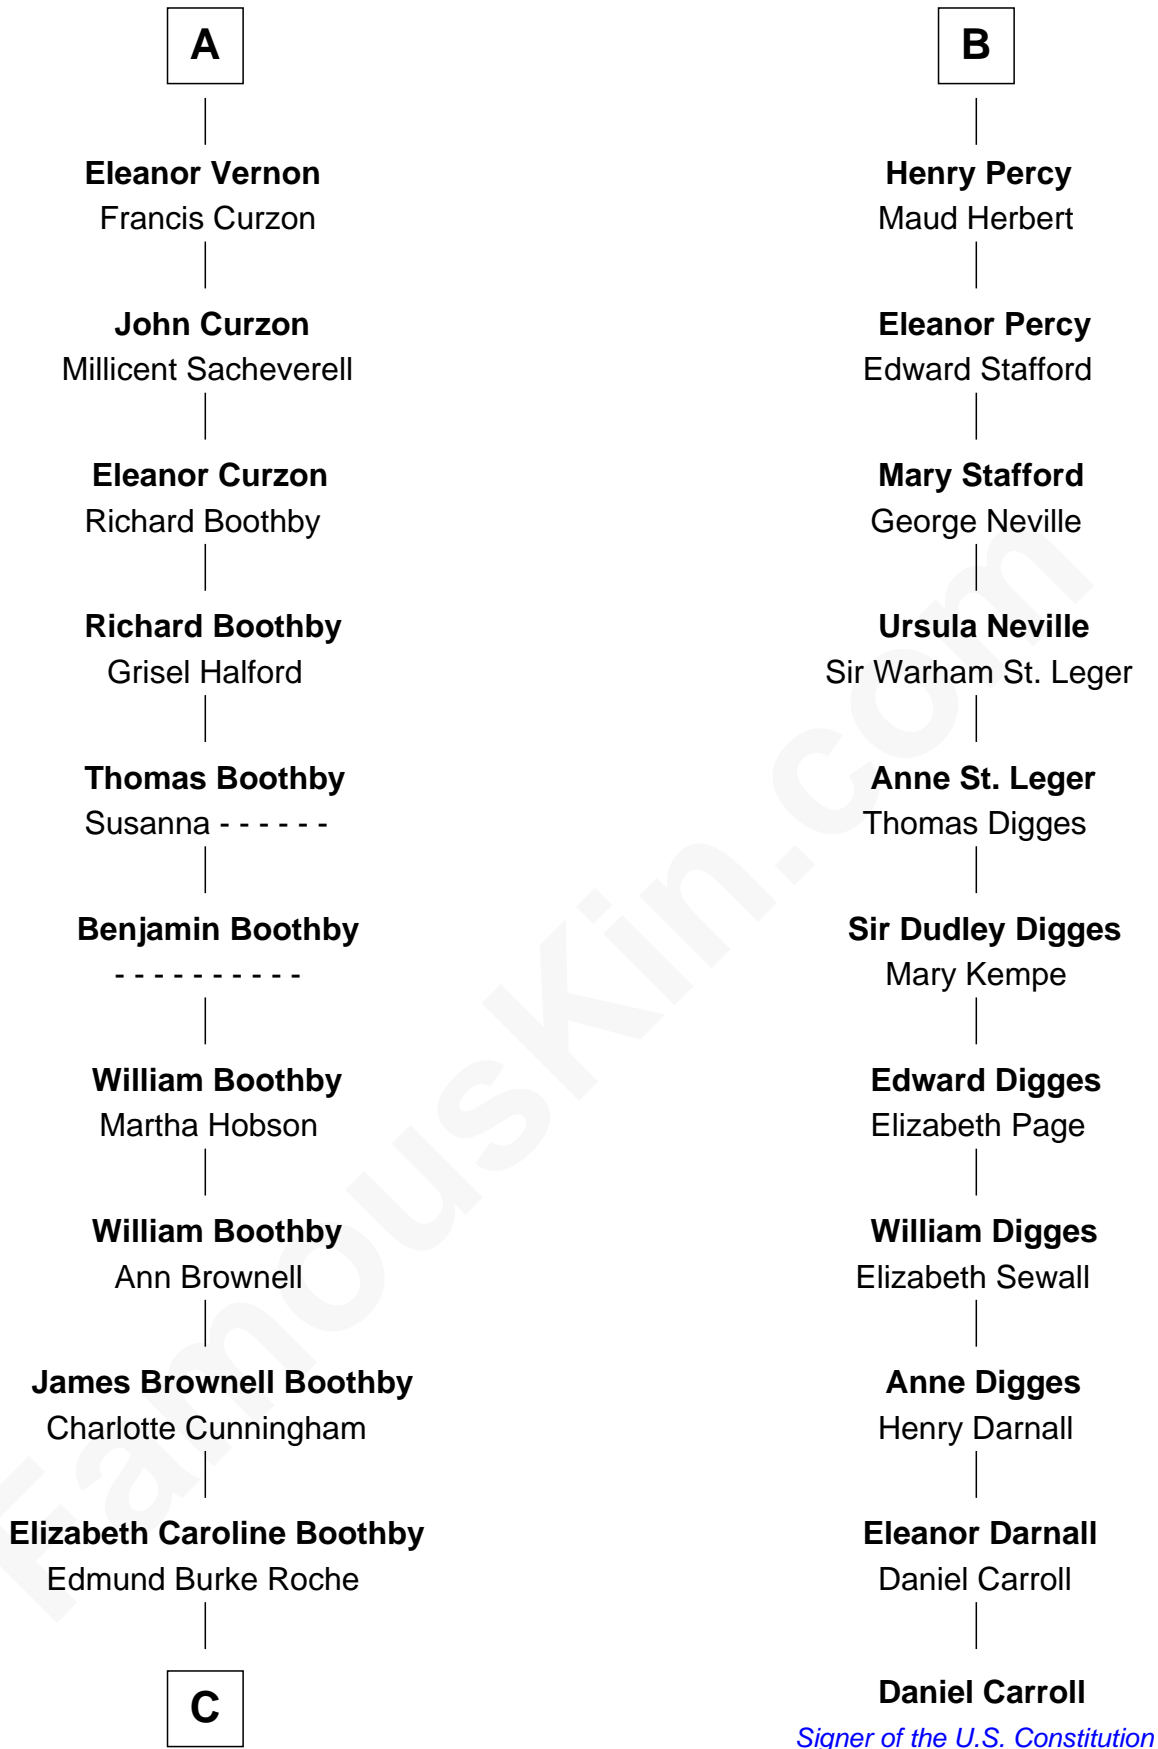 A
Eleanor Vernon
Francis Curzon
John Curzon
Millicent Sacheverell
Eleanor Curzon
Richard Boothby
Richard Boothby
Grisel Halford
Thomas Boothby
Susanna - - - - - -
Benjamin Boothby
- - - - - - - - - -
William Boothby
Martha Hobson
William Boothby
Ann Brownell
James Brownell Boothby
Charlotte Cunningham
Elizabeth Caroline Boothby
Edmund Burke Roche
C
B
Henry Percy
Maud Herbert
Eleanor Percy
Edward Stafford
Mary Stafford
George Neville
Ursula Neville
Sir Warham St. Leger
Anne St. Leger
Thomas Digges
Sir Dudley Digges
Mary Kempe
Edward Digges
Elizabeth Page
William Digges
Elizabeth Sewall
Anne Digges
Henry Darnall
Eleanor Darnall
Daniel Carroll
Daniel Carroll
Signer of the U.S. Constitution
FamousKin.com